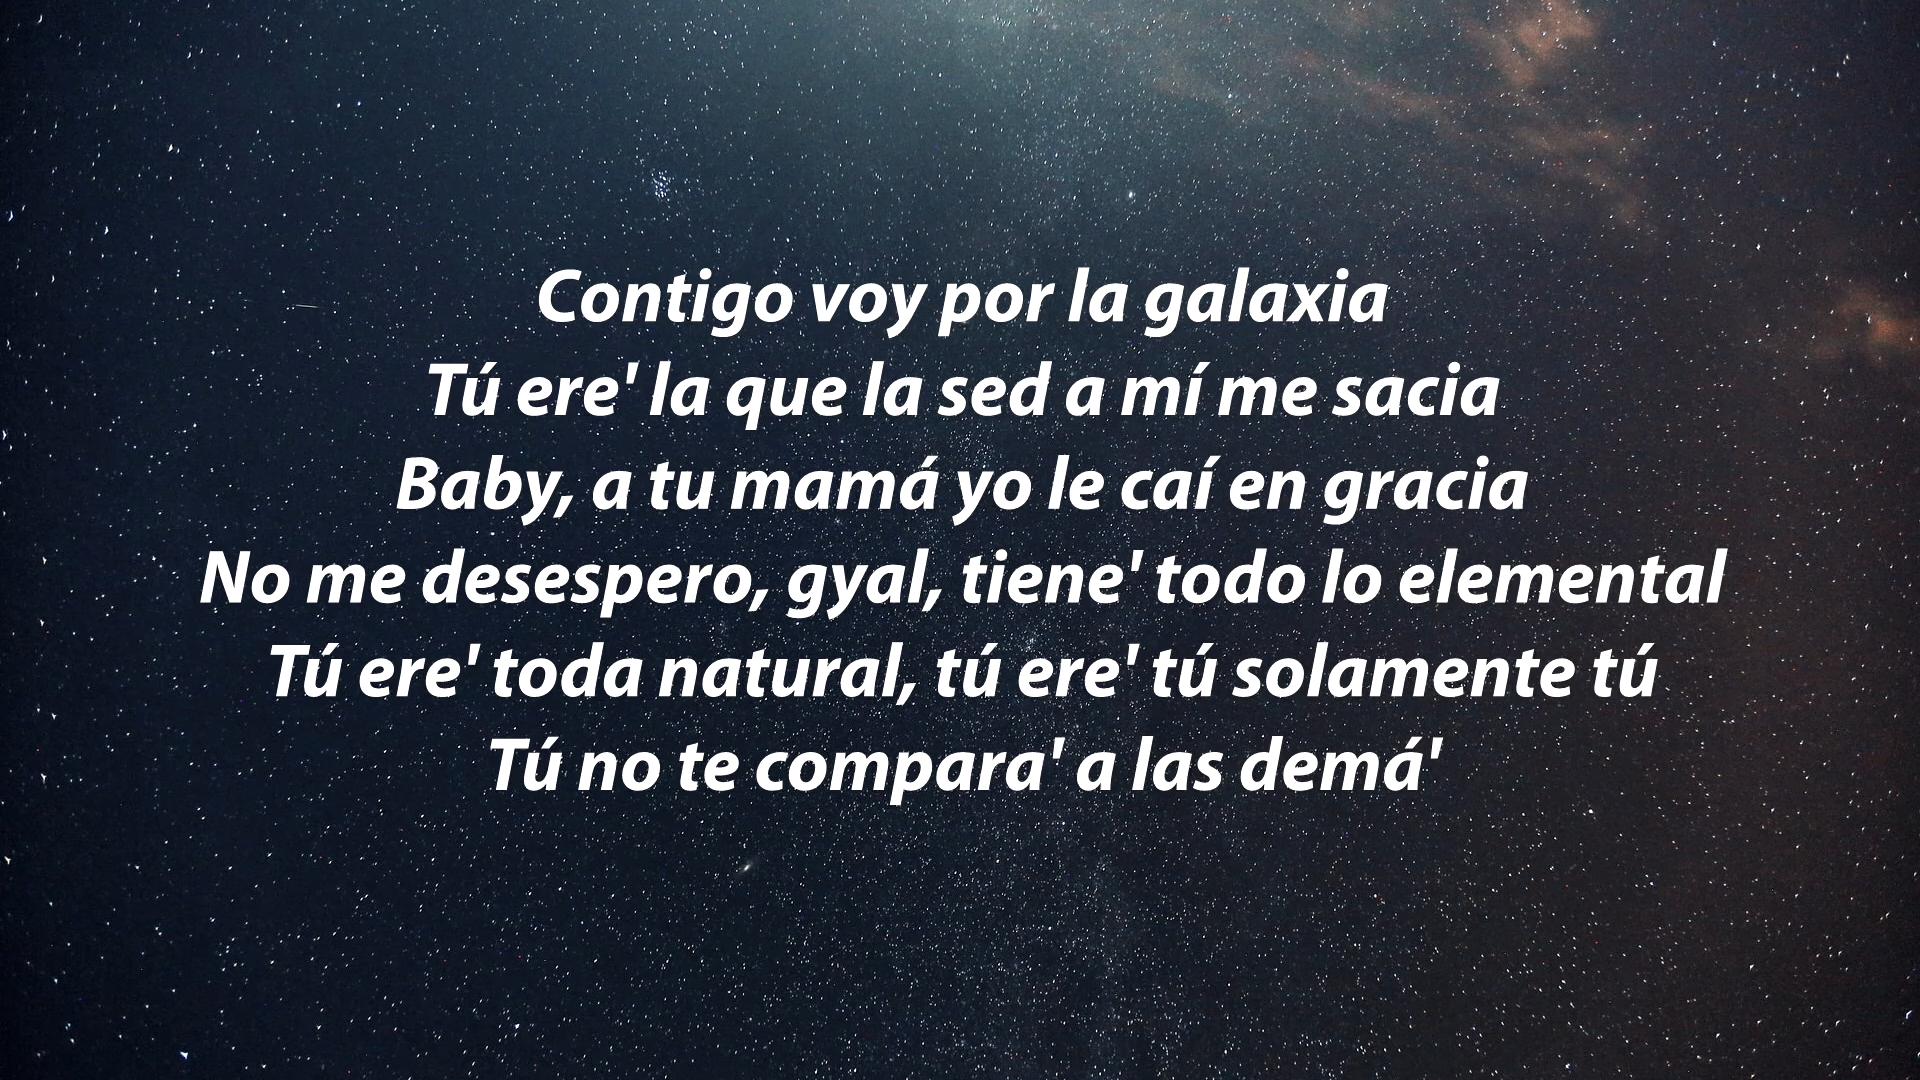 Contigo voy por la galaxia
Tú ere' la que la sed a mí me sacia
Baby, a tu mamá yo le caí en gracia
No me desespero, gyal, tiene' todo lo elemental
Tú ere' toda natural, tú ere' tú solamente tú
Tú no te compara' a las demá'